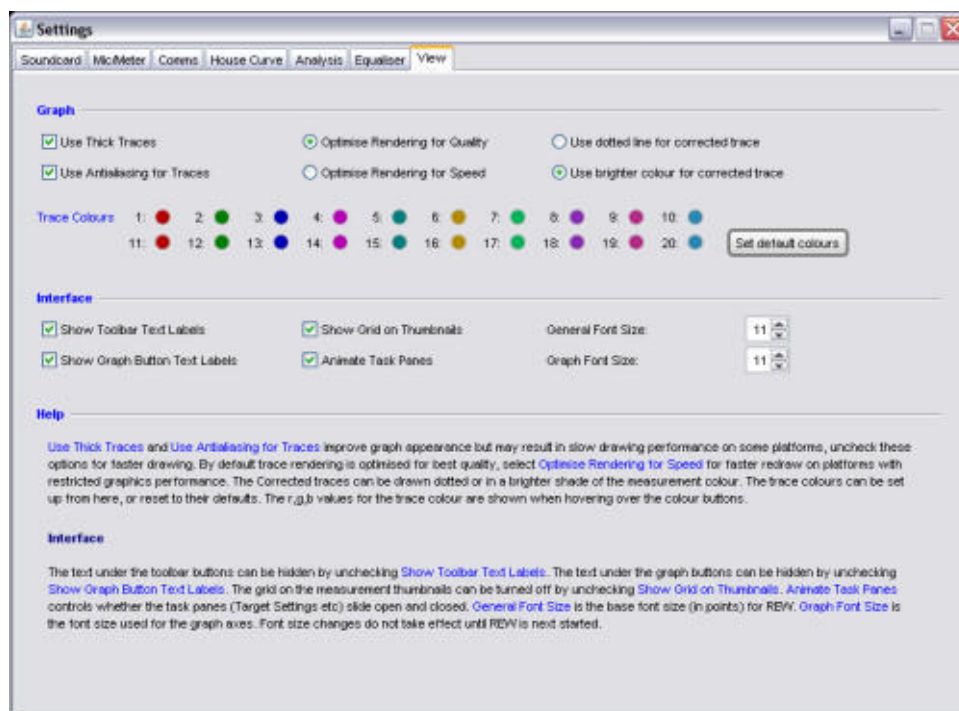 Settings
Soundcard Mic/Meter Comms House Curve Analysis Equaliser View
Graph
Use Thick Traces Optimise Rendering for Quality Use dotted line for corrected trace
Use Antialiasing for Traces Optimise Rendering for Speed Use brighter colour for corrected trace
Trace Colours 1: 2: 3: 4: 5: 6: 7: 8: 9: 10:
11: 12: 13: 14: 15: 16: 17: 18: 19: 20: Set default colours
Interface
Show Toolbar Text Labels Show Grid on Thumbnails General Font Size: 11
Show Graph Button Text Labels Animate Task Panes Graph Font Size: 11
Help
Use Thick Traces and Use Antialiasing for Traces improve graph appearance but may result in slow drawing performance on some platforms, uncheck these
options for faster drawing. By default trace rendering is optimised for best quality, select Optimise Rendering for Speed for faster redraw on platforms with
restricted graphics performance. The Corrected traces can be drawn dotted or in a brighter shade of the measurement colour. The trace colours can be set
up from here, or reset to their defaults. The r,g,b values for the trace colour are shown when hovering over the colour buttons.
Interface
The text under the toolbar buttons can be hidden by unchecking Show Toolbar Text Labels. The text under the graph buttons can be hidden by unchecking
Show Graph Button Text Labels. The grid on the measurement thumbnails can be turned off by unchecking Show Grid on Thumbnails. Animate Task Panes
controls whether the task panes (Target Settings etc) slide open and closed. General Font Size is the base font size (in points) for REW. Graph Font Size is
the font size used for the graph axes. Font size changes do not take effect until REW is next started.